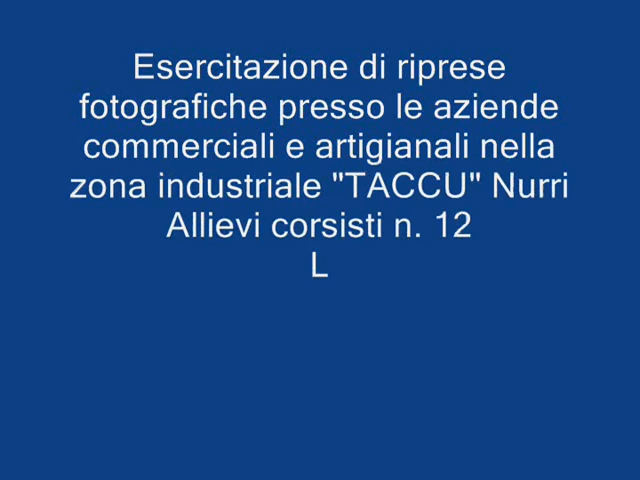 Esercitazione di riprese
fotografiche presso le aziende
commerciali e artigianali nella
zona industriale "TACCU" Nurri
Allievi corsisti n. 12
L